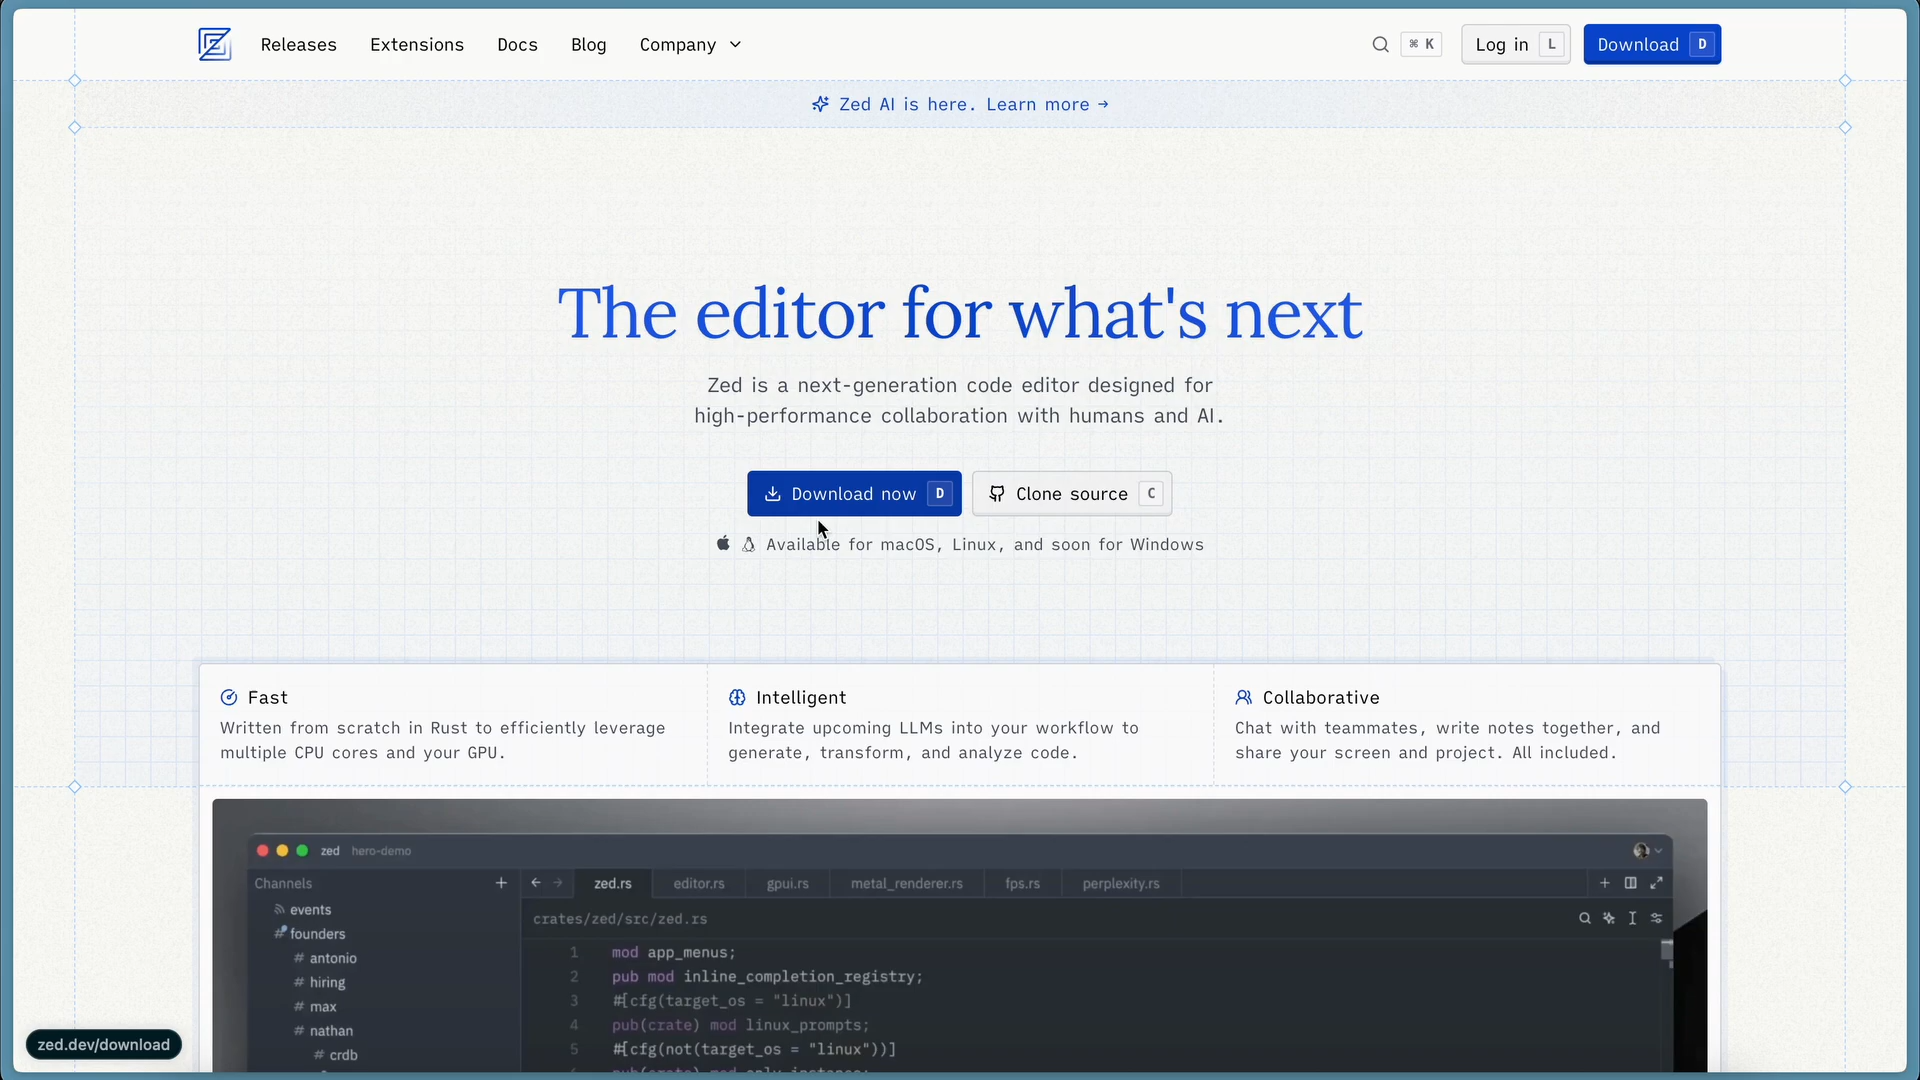 Releases Extensions Docs Blog Company
⌘ K Log in L Download D
Zed AI is here. Learn more →
The editor for what's next
Zed is a next-generation code editor designed for
high-performance collaboration with humans and AI.
Download now D Clone source C
Available for macOS, Linux, and soon for Windows
Fast
Written from scratch in Rust to efficiently leverage
multiple CPU cores and your GPU.
Intelligent
Integrate upcoming LLMs into your workflow to
generate, transform, and analyze code.
Collaborative
Chat with teammates, write notes together, and
share your screen and project. All included.
zed hero-demo
Channels
zed.rs editor.rs gpui.rs metal_renderer.rs fps.rs perplexity.rs
events
# founders
# antonio
# hiring
# max
# nathan
# crdb
crates/zed/src/zed.rs
1 mod app_menus;
2 pub mod inline_completion_registry;
3 #[cfg(target_os = "linux")]
4 pub(crate) mod linux_prompts;
5 #[cfg(not(target_os = "linux"))]
zed.dev/download